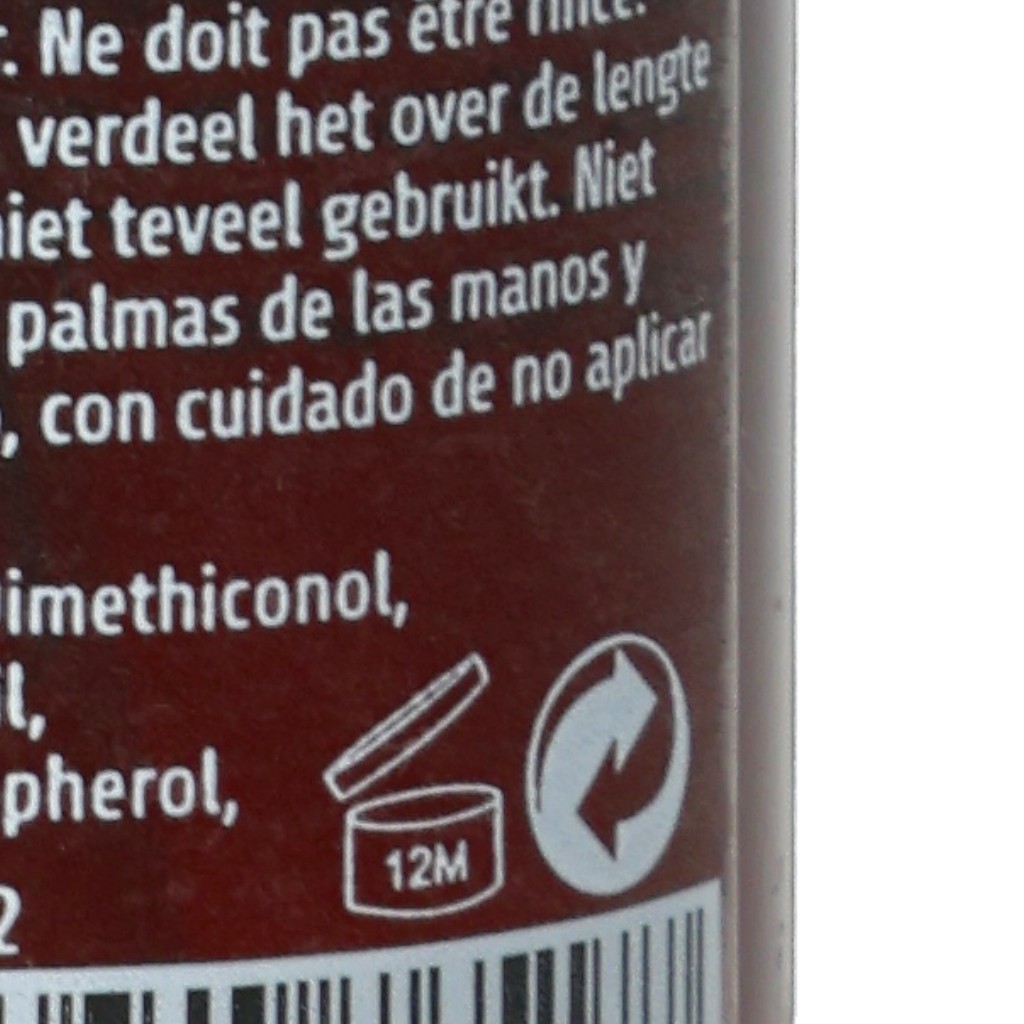 Ne doit pas être rincé.
verdeel het over de lengte
niet teveel gebruikt. Niet
palmas de las manos y
, con cuidado de no aplicar
imethiconol,
l,
pherol,
12M
2